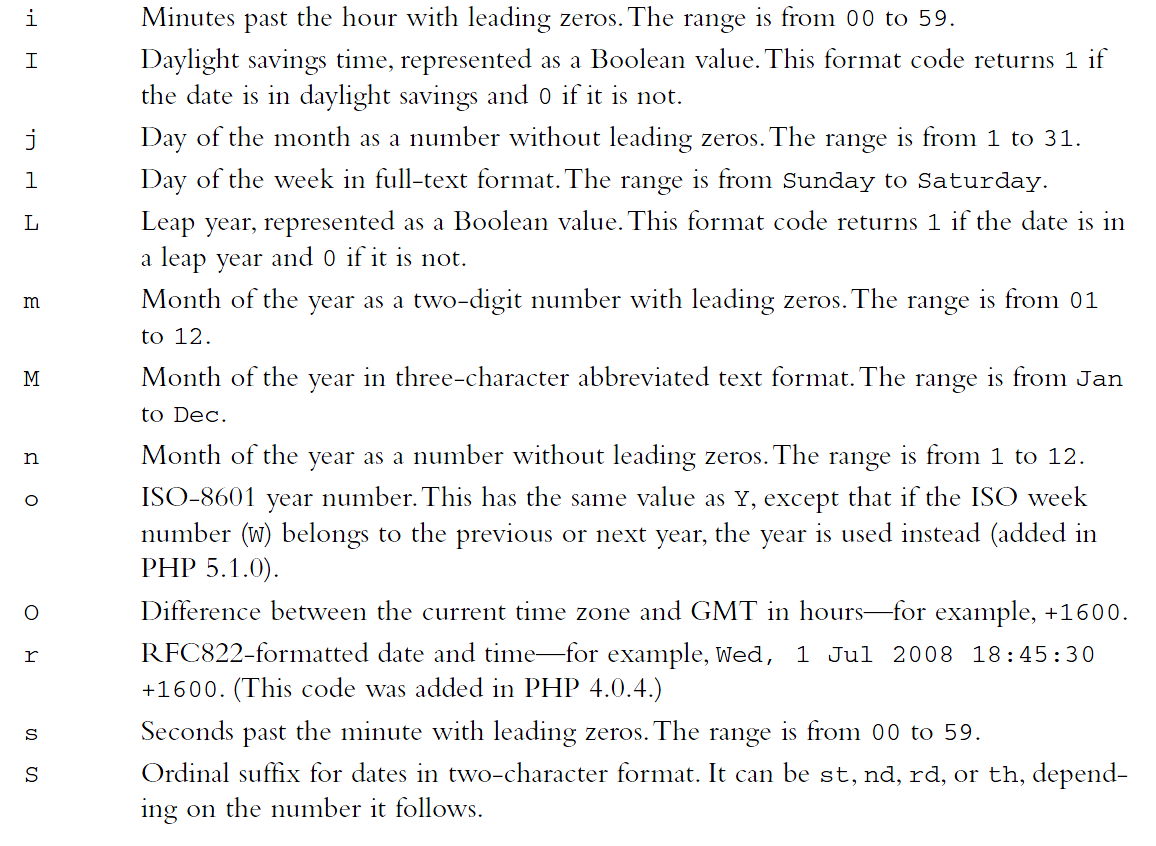 i Minutes past the hour with leading zeros. The range is from 00 to 59.
I Daylight savings time, represented as a Boolean value. This format code returns 1 if
the date is in daylight savings and 0 if it is not.
j Day of the month as a number without leading zeros. The range is from 1 to 31.
l Day of the week in full-text format. The range is from Sunday to Saturday.
L Leap year, represented as a Boolean value. This format code returns 1 if the date is in
a leap year and 0 if it is not.
m Month of the year as a two-digit number with leading zeros. The range is from 01
to 12.
M Month of the year in three-character abbreviated text format. The range is from Jan
to Dec.
n Month of the year as a number without leading zeros. The range is from 1 to 12.
o ISO-8601 year number. This has the same value as Y, except that if the ISO week
number (W) belongs to the previous or next year, the year is used instead (added in
PHP 5.1.0).
O Difference between the current time zone and GMT in hours—for example, +1600.
r RFC822-formatted date and time—for example, Wed, 1 Jul 2008 18:45:30
+1600. (This code was added in PHP 4.0.4.)
s Seconds past the minute with leading zeros. The range is from 00 to 59.
S Ordinal suffix for dates in two-character format. It can be st, nd, rd, or th, depend-
ing on the number it follows.